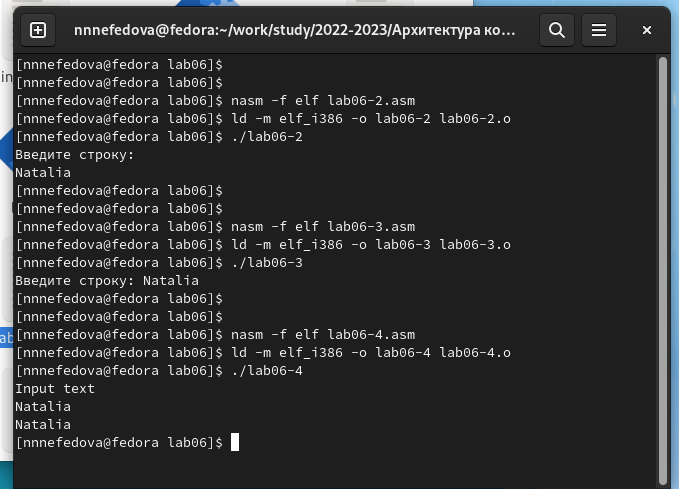 nnnefedova@fedora:~/work/study/2022-2023/Архитектура ко...
[nnnefedova@fedora lab06]$
[nnnefedova@fedora lab06]$
[nnnefedova@fedora lab06]$ nasm -f elf lab06-2.asm
[nnnefedova@fedora lab06]$ ld -m elf_i386 -o lab06-2 lab06-2.o
[nnnefedova@fedora lab06]$ ./lab06-2
Введите строку:
Natalia
[nnnefedova@fedora lab06]$
[nnnefedova@fedora lab06]$
[nnnefedova@fedora lab06]$ nasm -f elf lab06-3.asm
[nnnefedova@fedora lab06]$ ld -m elf_i386 -o lab06-3 lab06-3.o
[nnnefedova@fedora lab06]$ ./lab06-3
Введите строку: Natalia
[nnnefedova@fedora lab06]$
[nnnefedova@fedora lab06]$
[nnnefedova@fedora lab06]$ nasm -f elf lab06-4.asm
[nnnefedova@fedora lab06]$ ld -m elf_i386 -o lab06-4 lab06-4.o
[nnnefedova@fedora lab06]$ ./lab06-4
Input text
Natalia
Natalia
[nnnefedova@fedora lab06]$